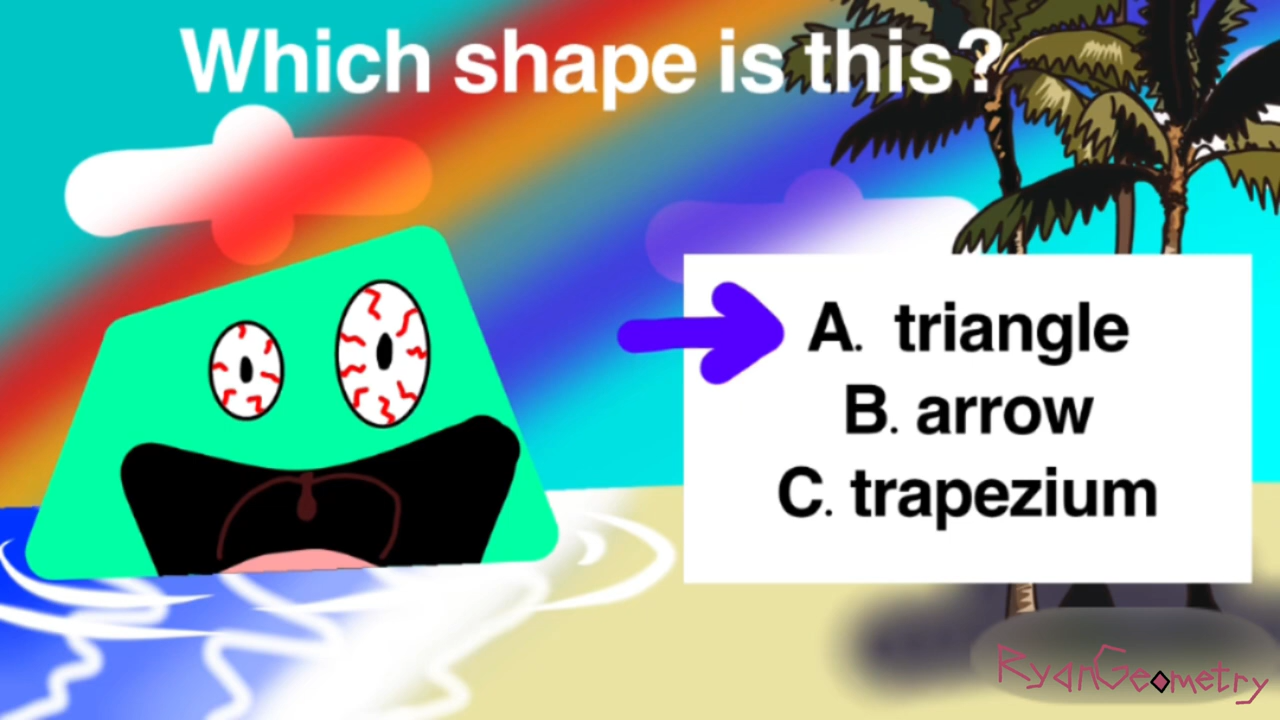 Which shape is this?
A. triangle
B. arrow
C. trapezium
RyanGeometry